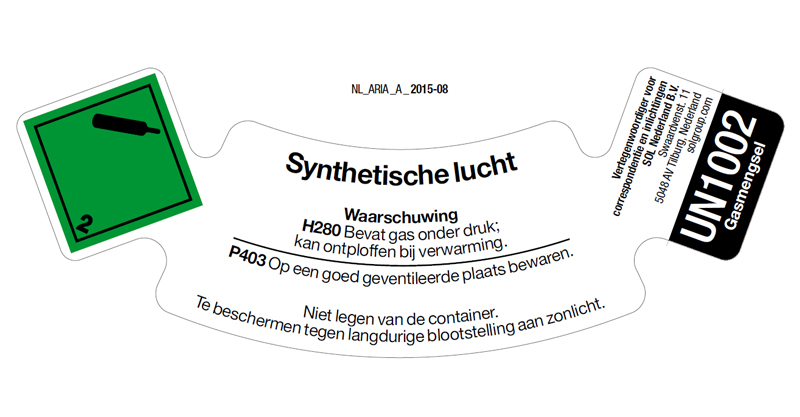 NL_ARIA_A_2015-08
2
Synthetische lucht
Waarschuwing
H280 Bevat gas onder druk;
kan ontploffen bij verwarming.
P403 Op een goed geventileerde plaats bewaren.
Niet legen van de container.
Te beschermen tegen langdurige blootstelling aan zonlicht.
Vertegenwoordiger voor
correspondentie en inlichtingen
SOL Nederland B.V.
Swaardvenst. 11
5048 AV Tilburg, Nederland
solgroup.com
UN1002
Gasmengsel